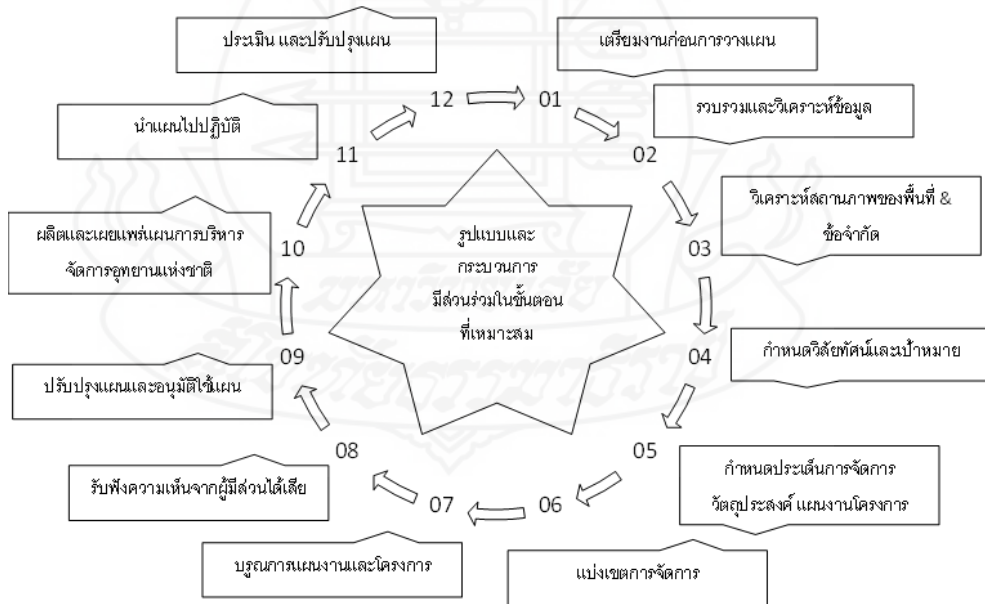 ประเมิน และปรับปรุงแผน
เตรียมงานก่อนการวางแผน
12
01
รวบรวมและวิเคราะห์ข้อมูล
นำแผนไปปฏิบัติ
11
02
วิเคราะห์สถานภาพของพื้นที่ &
ข้อจำกัด
ผลิตและเผยแพร่แผนการบริหาร
จัดการอุทยานแห่งชาติ
10
03
รูปแบบและ
กระบวนการ
มีส่วนร่วมในขั้นตอน
ที่เหมาะสม
09
04
กำหนดวิสัยทัศน์และเป้าหมาย
ปรับปรุงแผนและอนุมัติใช้แผน
08
05
กำหนดประเด็นการจัดการ
วัตถุประสงค์ แผนงานโครงการ
รับฟังความเห็นจากผู้มีส่วนได้เสีย
07
06
บรูณการแผนงานและโครงการ
แบ่งเขตการจัดการ